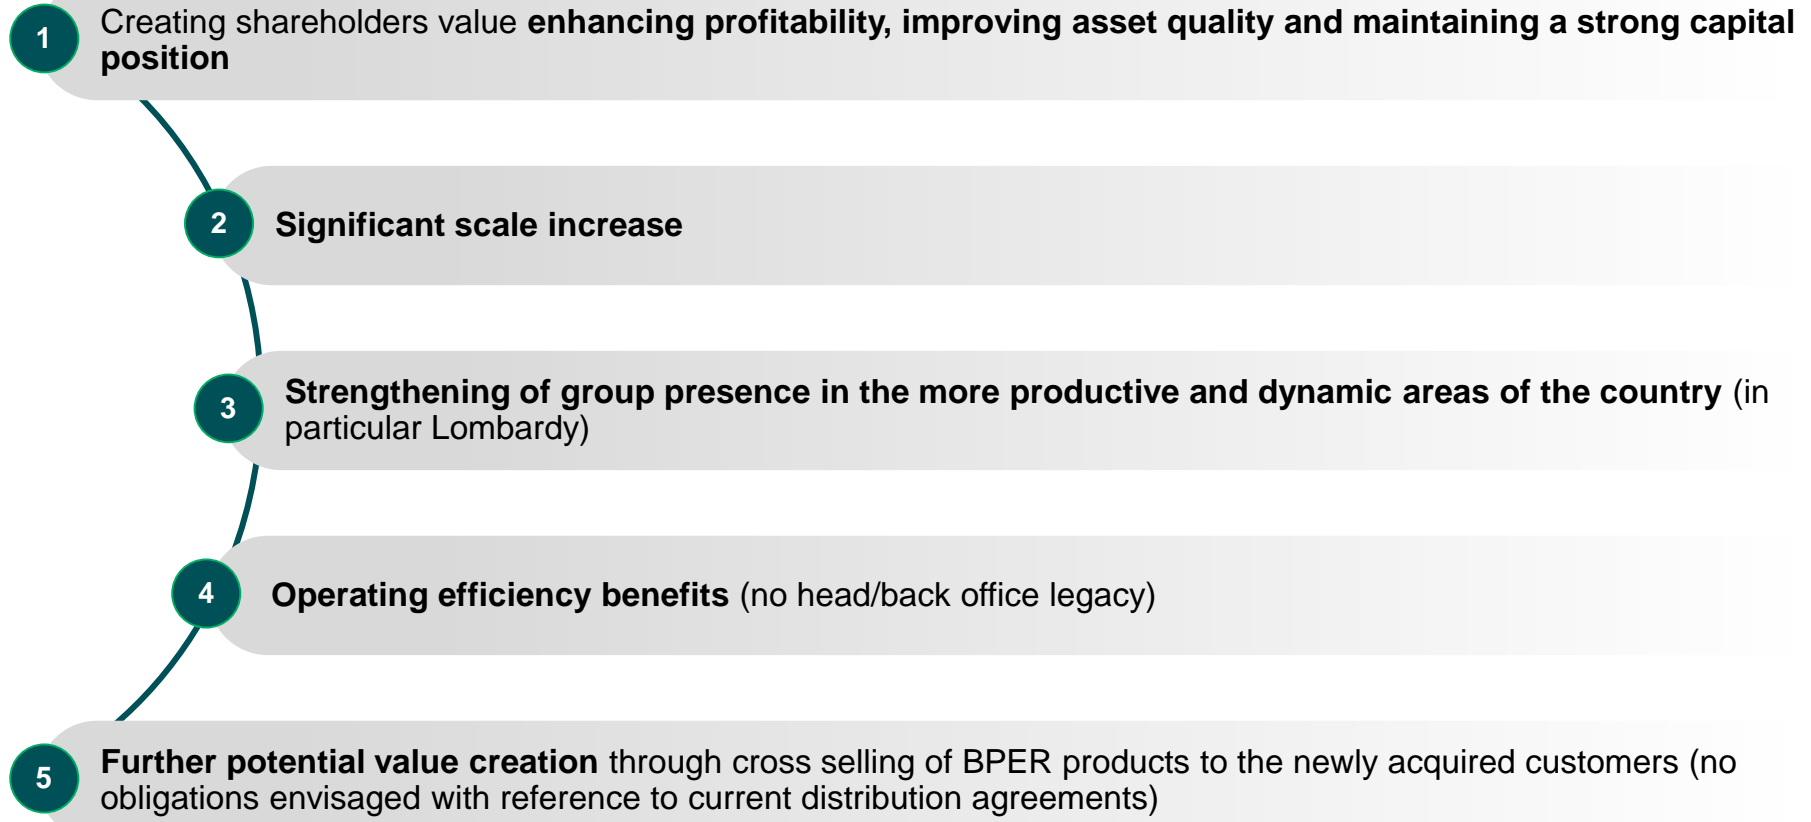 1
Creating shareholders value enhancing profitability, improving asset quality and maintaining a strong capital
position
2
Significant scale increase
3
Strengthening of group presence in the more productive and dynamic areas of the country (in
particular Lombardy)
4
Operating efficiency benefits (no head/back office legacy)
5
Further potential value creation through cross selling of BPER products to the newly acquired customers (no
obligations envisaged with reference to current distribution agreements)